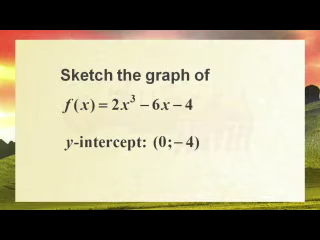 Sketch the graph of
f(x) = 2x³ − 6x − 4
y-intercept: (0;−4)